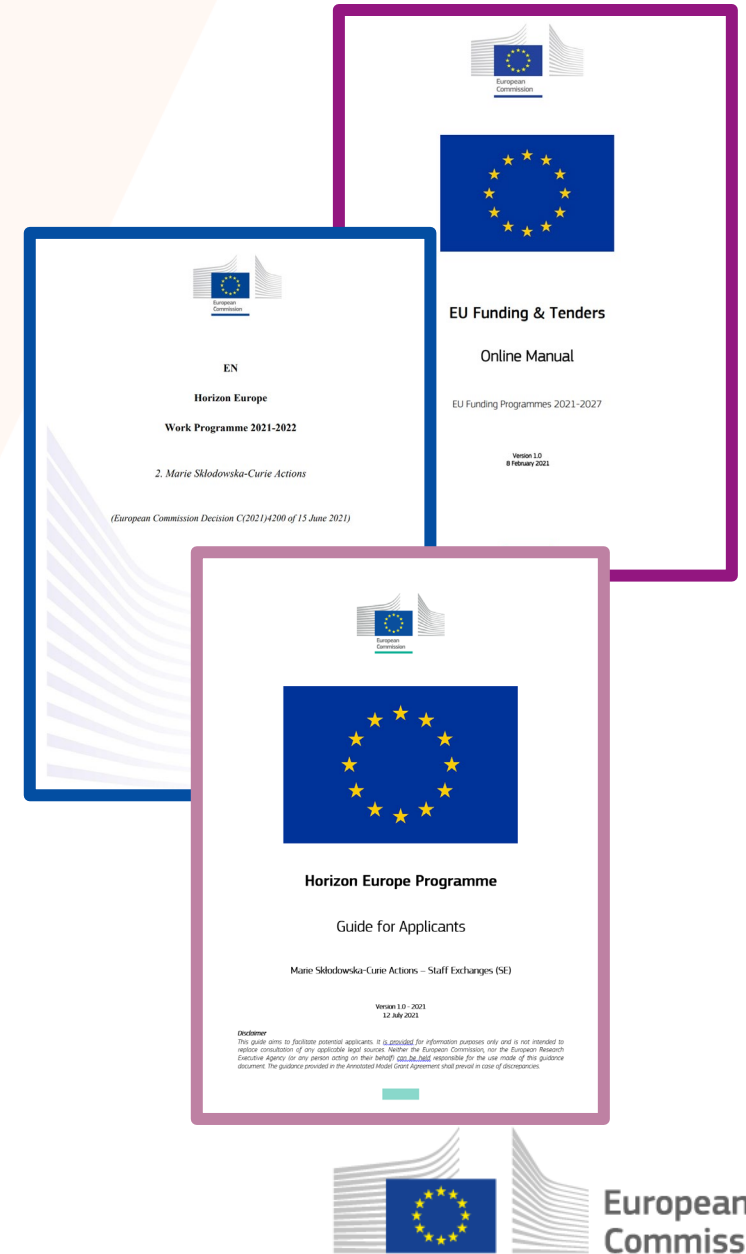 European
Commission
EU Funding & Tenders
Online Manual
EU Funding Programmes 2021-2027
Version 1.0
8 February 2021
European
Commission
EN
Horizon Europe
Work Programme 2021-2022
2. Marie Skłodowska-Curie Actions
(European Commission Decision C(2021)4200 of 15 June 2021)
European
Commission
Horizon Europe Programme
Guide for Applicants
Marie Skłodowska-Curie Actions – Staff Exchanges (SE)
Version 1.0 - 2021
12 July 2021
Disclaimer
This guide aims to facilitate potential applicants. It is provided for information purposes only and is not intended to
replace consultation of any applicable legal sources. Neither the European Commission, nor the European Research
Executive Agency (or any person acting on their behalf) can be held responsible for the use made of this guidance
document. The guidance provided in the Annotated Model Grant Agreement shall prevail in case of discrepancies.
European
Commiss